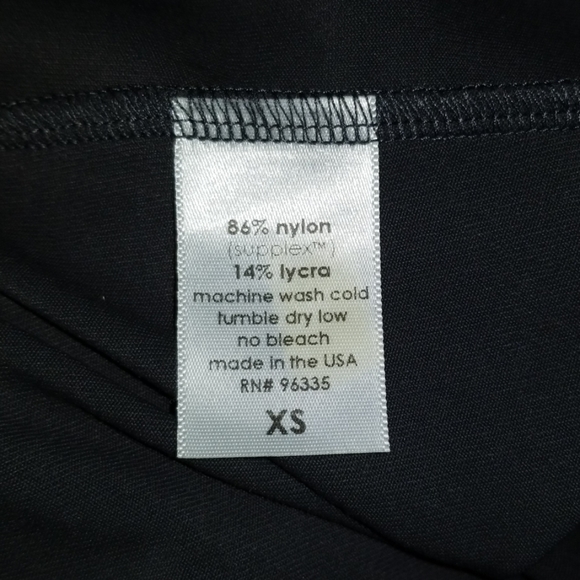 86% nylon
(supplex™)
14% lycra
machine wash cold
tumble dry low
no bleach
made in the USA
RN# 96335
XS